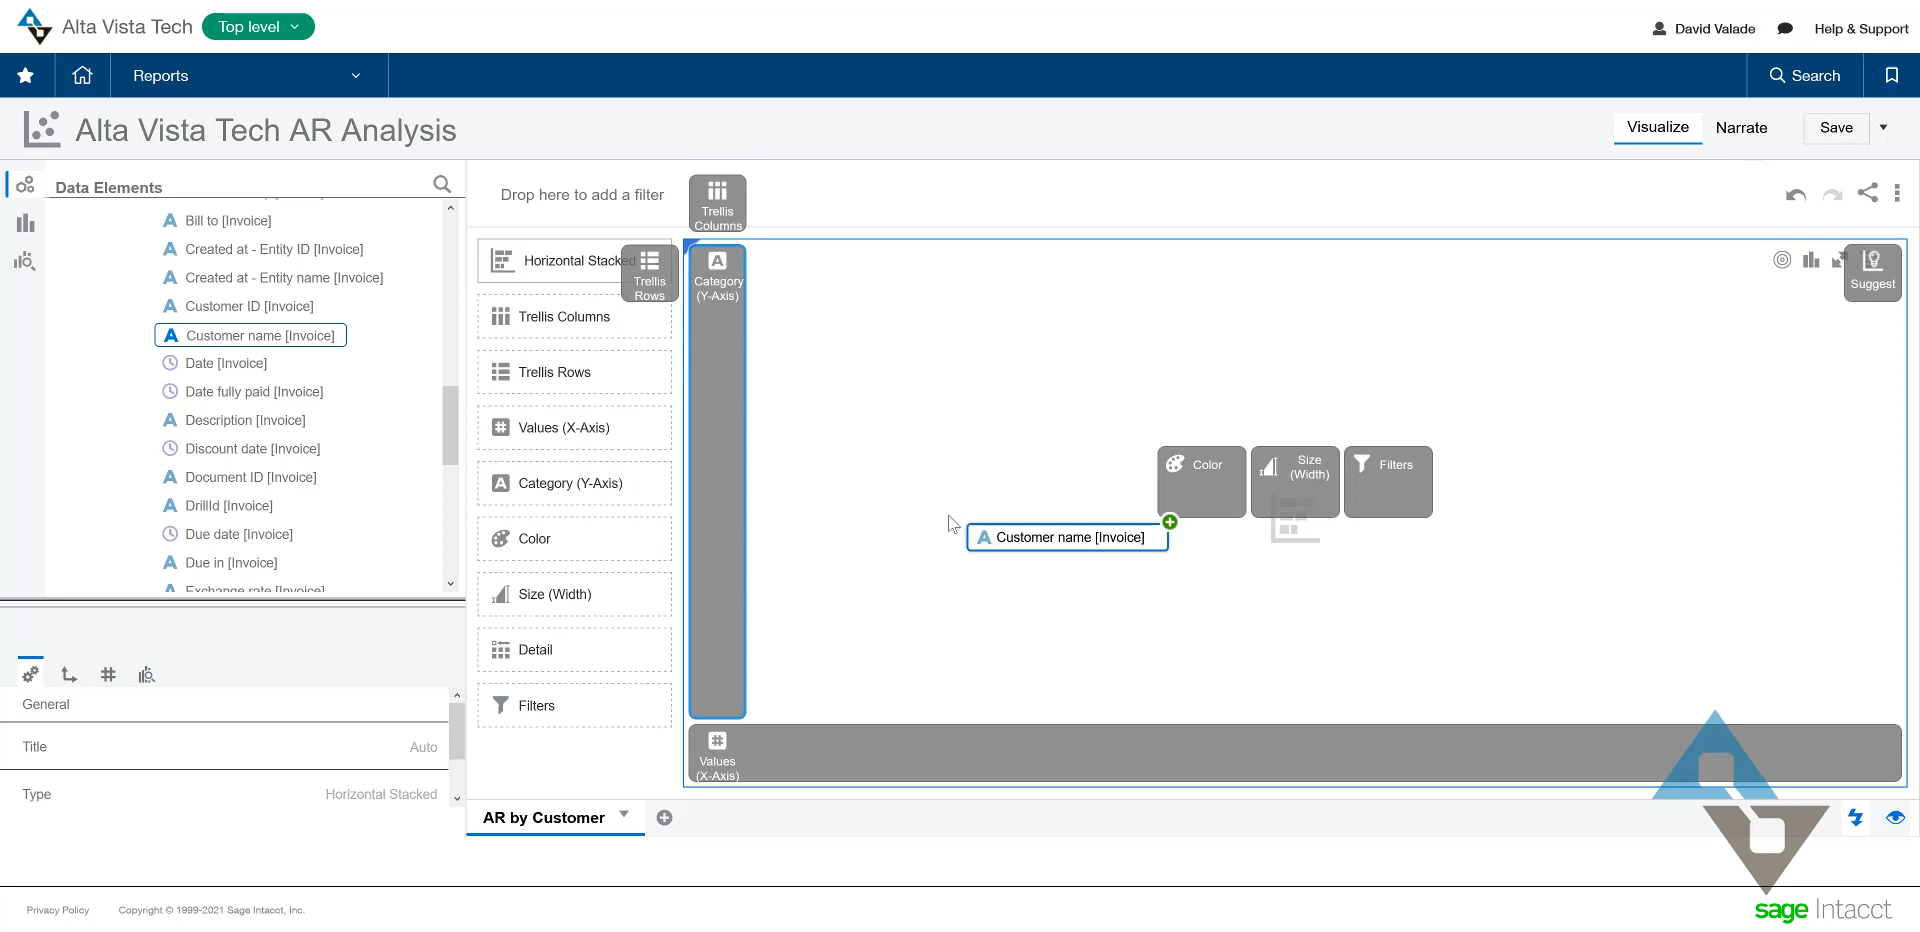 Alta Vista Tech
Top level
David Valade
Help & Support
Reports
Search
Alta Vista Tech AR Analysis
Visualize
Narrate
Save
Data Elements
Bill to [Invoice]
Created at - Entity ID [Invoice]
Created at - Entity name [Invoice]
Customer ID [Invoice]
Customer name [Invoice]
Date [Invoice]
Date fully paid [Invoice]
Description [Invoice]
Discount date [Invoice]
Document ID [Invoice]
DrillId [Invoice]
Due date [Invoice]
Due in [Invoice]
Exchange rate [Invoice]
General
Title
Auto
Type
Horizontal Stacked
Drop here to add a filter
Trellis
Columns
Horizontal Stacked
Trellis
Rows
Trellis Columns
Trellis Rows
Values (X-Axis)
Category (Y-Axis)
Color
Size (Width)
Detail
Filters
Category
(Y-Axis)
Suggest
Color
Size
(Width)
Filters
Customer name [Invoice]
Values
(X-Axis)
AR by Customer
Privacy Policy
Copyright © 1999-2021 Sage Intacct, Inc.
sage Intacct